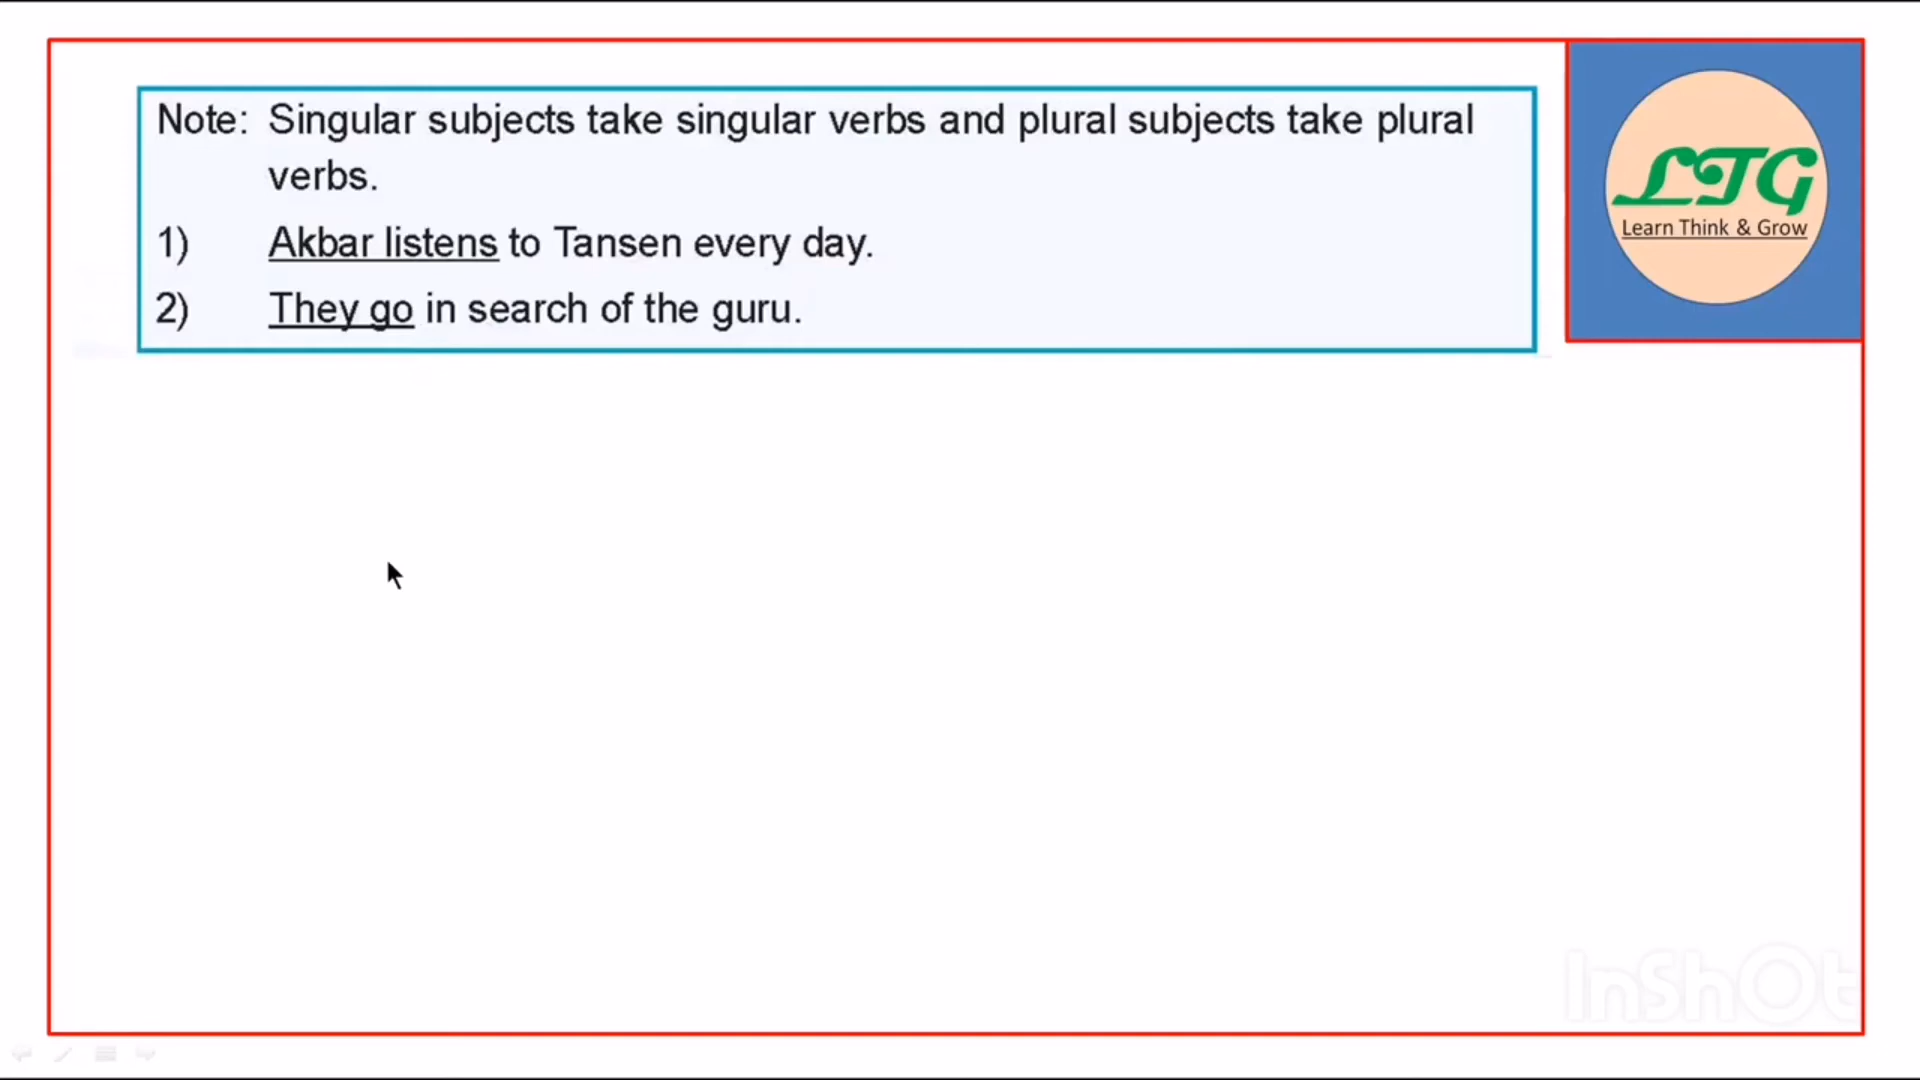 Note: Singular subjects take singular verbs and plural subjects take plural
verbs.
1) Akbar listens to Tansen every day.
2) They go in search of the guru.
LTG
Learn Think & Grow
InShOt